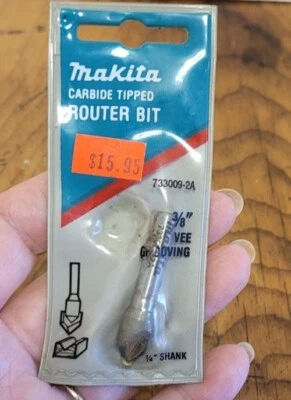 Makita
CARBIDE TIPPED
ROUTER BIT
$15.95
733009-2A
3/8"
VEE
GROOVING
1/4" SHANK